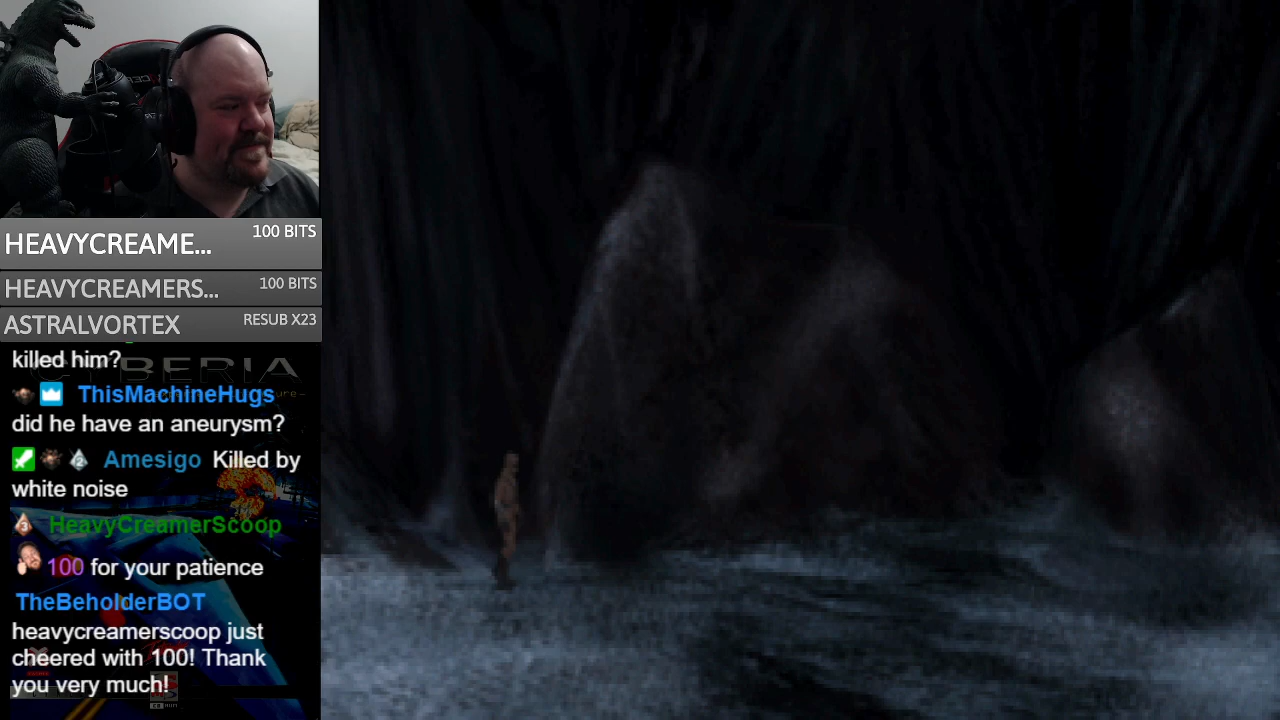 HEAVYCREAME... 100 BITS
HEAVYCREAMERS... 100 BITS
ASTRALVORTEX RESUB X23
killed him?
ThisMachineHugs
did he have an aneurysm?
Amesigo Killed by
white noise
HeavyCreamerScoop
100 for your patience
TheBeholderBOT
heavycreamerscoop just
cheered with 100! Thank
you very much!